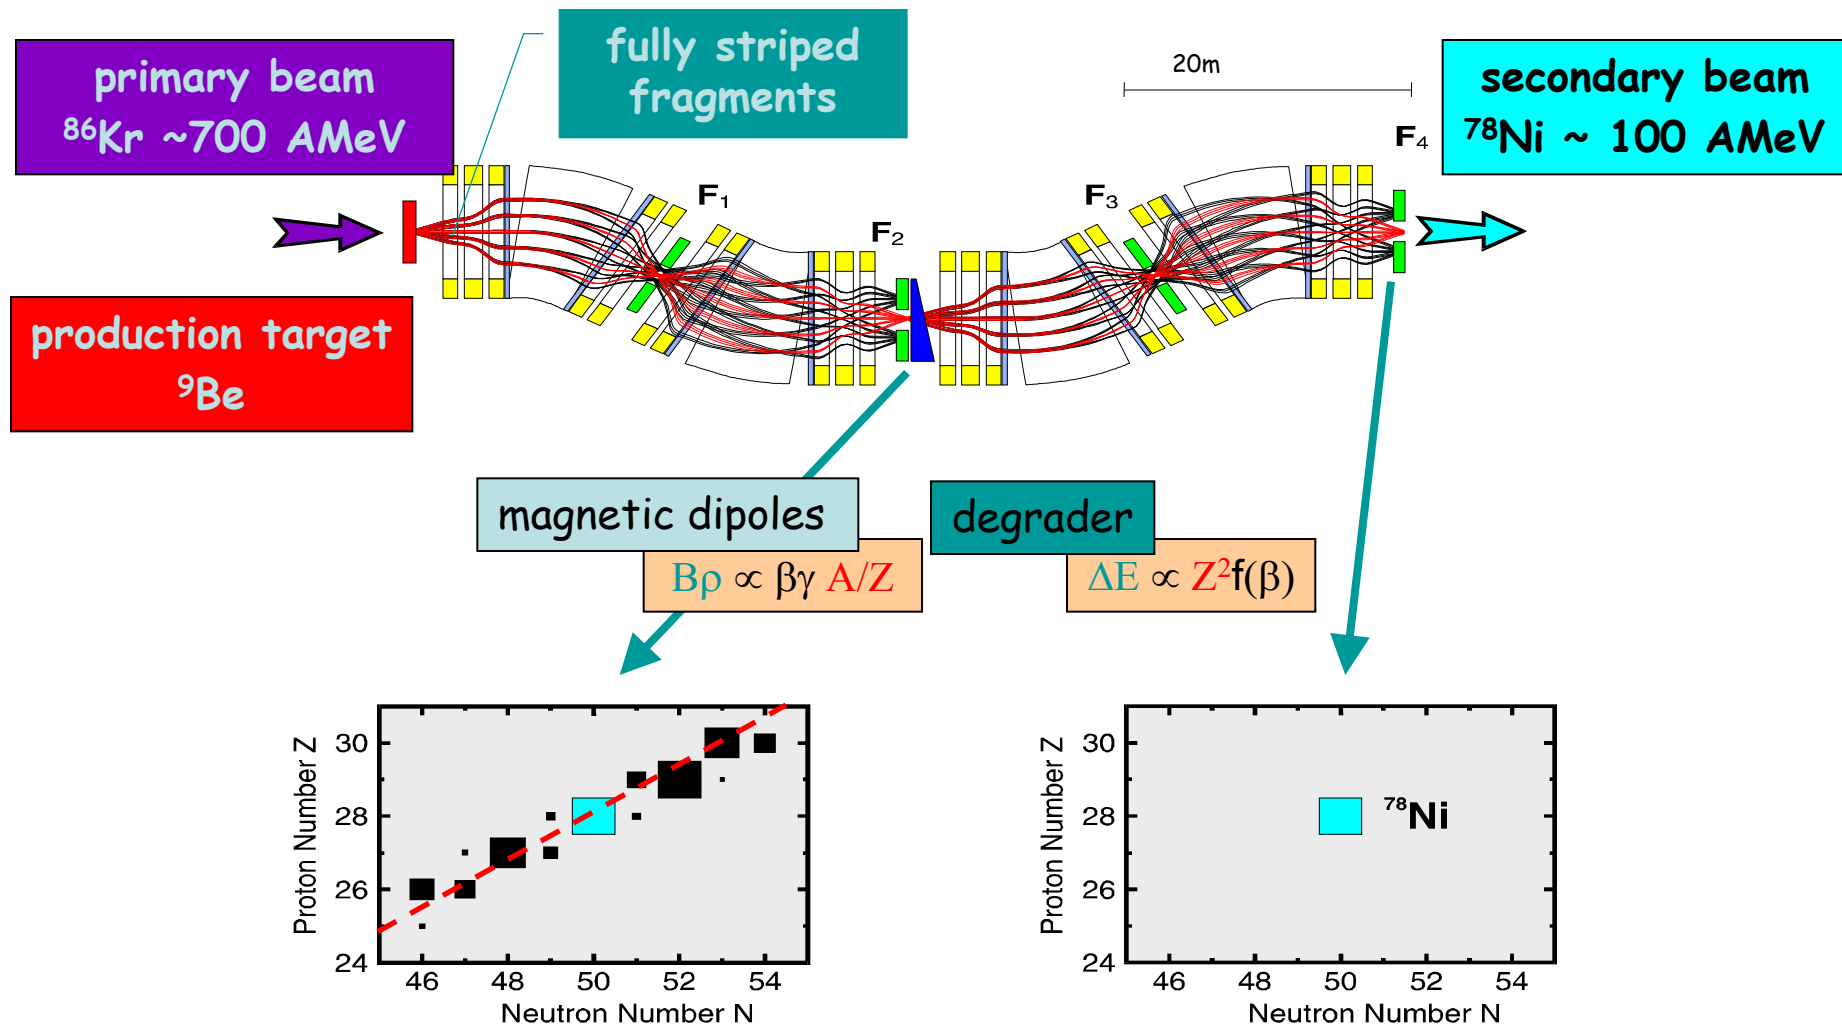 primary beam
⁸⁶Kr ~700 AMeV
fully striped
fragments
20m
secondary beam
⁷⁸Ni ~ 100 AMeV
F₁
F₂
F₃
F₄
production target
⁹Be
magnetic dipoles
Bρ ∝ βγ A/Z
degrader
ΔE ∝ Z²f(β)
Proton Number Z
30
28
26
24
46 48 50 52 54
Neutron Number N
Proton Number Z
30
28
26
24
⁷⁸Ni
46 48 50 52 54
Neutron Number N